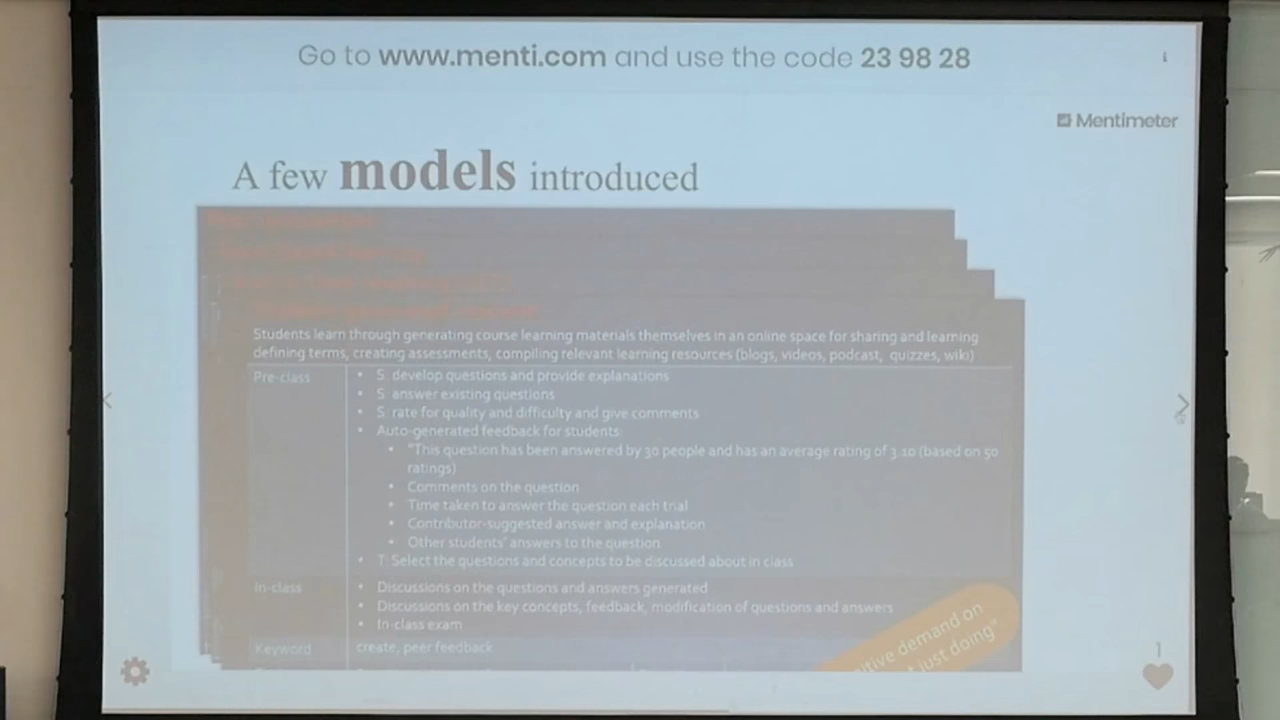 Go to www.menti.com and use the code 23 98 28
Mentimeter
A few models introduced
Students learn through generating course learning materials themselves in an online space for sharing and learning
defining terms, creating assessments, compiling relevant learning resources (blogs, videos, podcast, quizzes, wiki)
Pre-class
• S: develop questions and provide explanations
• S: answer existing questions
• S: rate for quality and difficulty and give comments
• Auto-generated feedback for students:
• "This question has been answered by 30 people and has an average rating of 3.10 (based on 50
ratings)
• Comments on the question
• Time taken to answer the question each trial
• Contributor-suggested answer and explanation
• Other students' answers to the question
• T: Select the questions and concepts to be discussed about in class
In-class
• Discussions on the questions and answers generated
• Discussions on the key concepts, feedback, modification of questions and answers
• In-class exam
Keyword
create, peer feedback
itive demand on
t just doing"
1